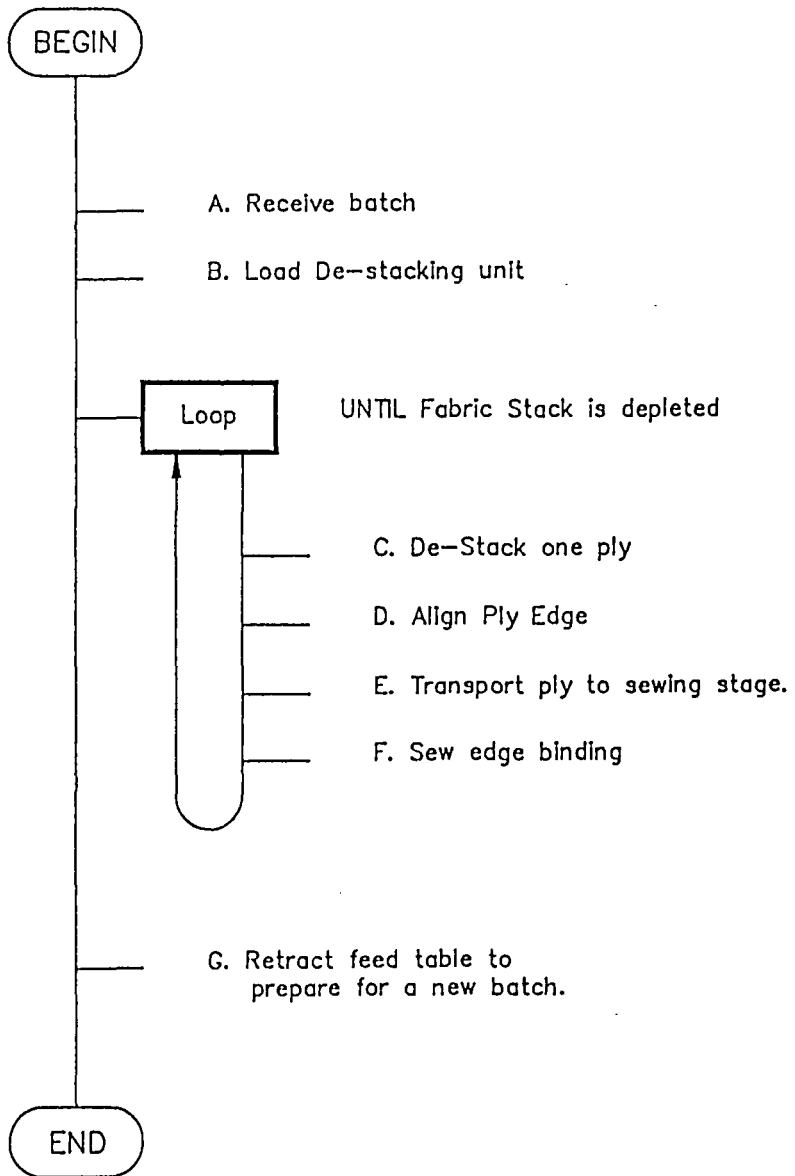 BEGIN
A. Receive batch
B. Load De-stacking unit
Loop
UNTIL Fabric Stack is depleted
C. De-Stack one ply
D. Align Ply Edge
E. Transport ply to sewing stage.
F. Sew edge binding
G. Retract feed table to
prepare for a new batch.
END